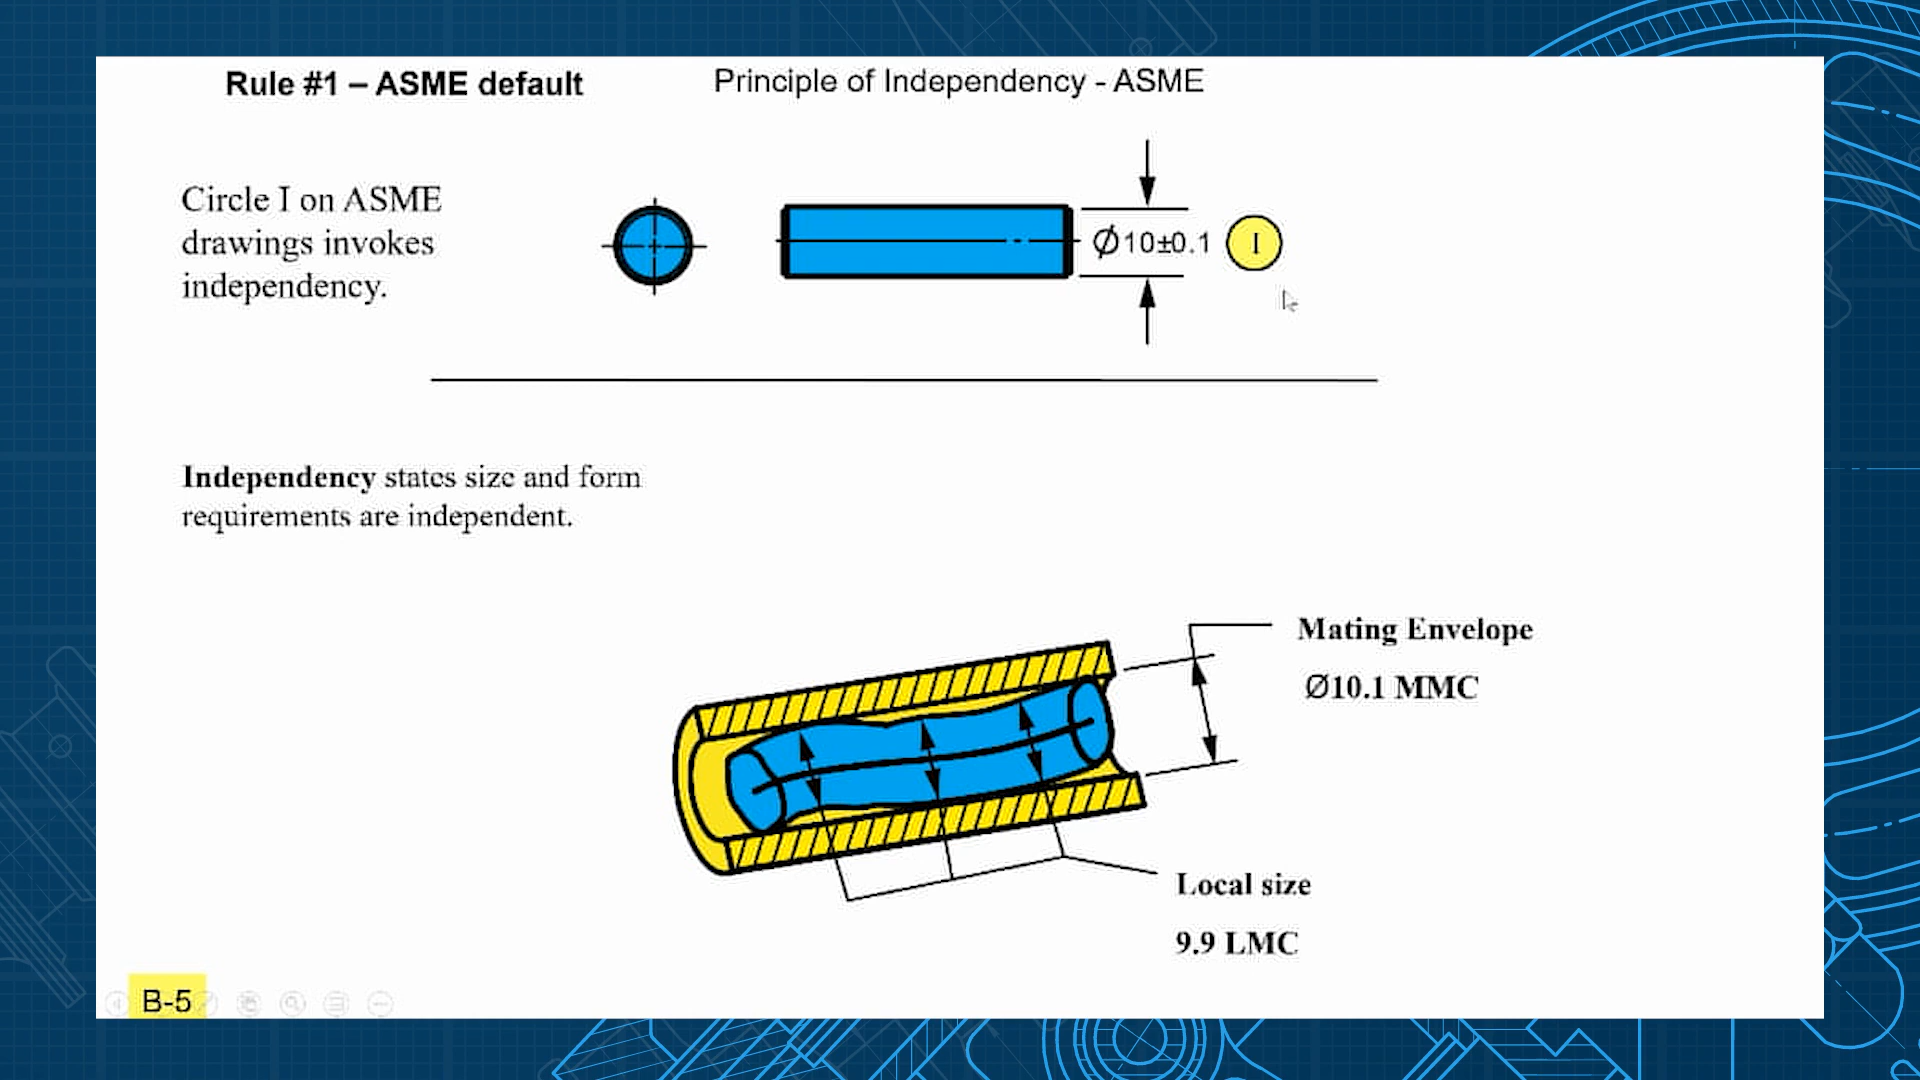 Rule #1 – ASME default
Principle of Independency - ASME
Circle I on ASME
drawings invokes
independency.
Ø10±0.1
I
Independency states size and form
requirements are independent.
Mating Envelope
Ø10.1 MMC
Local size
9.9 LMC
B-5